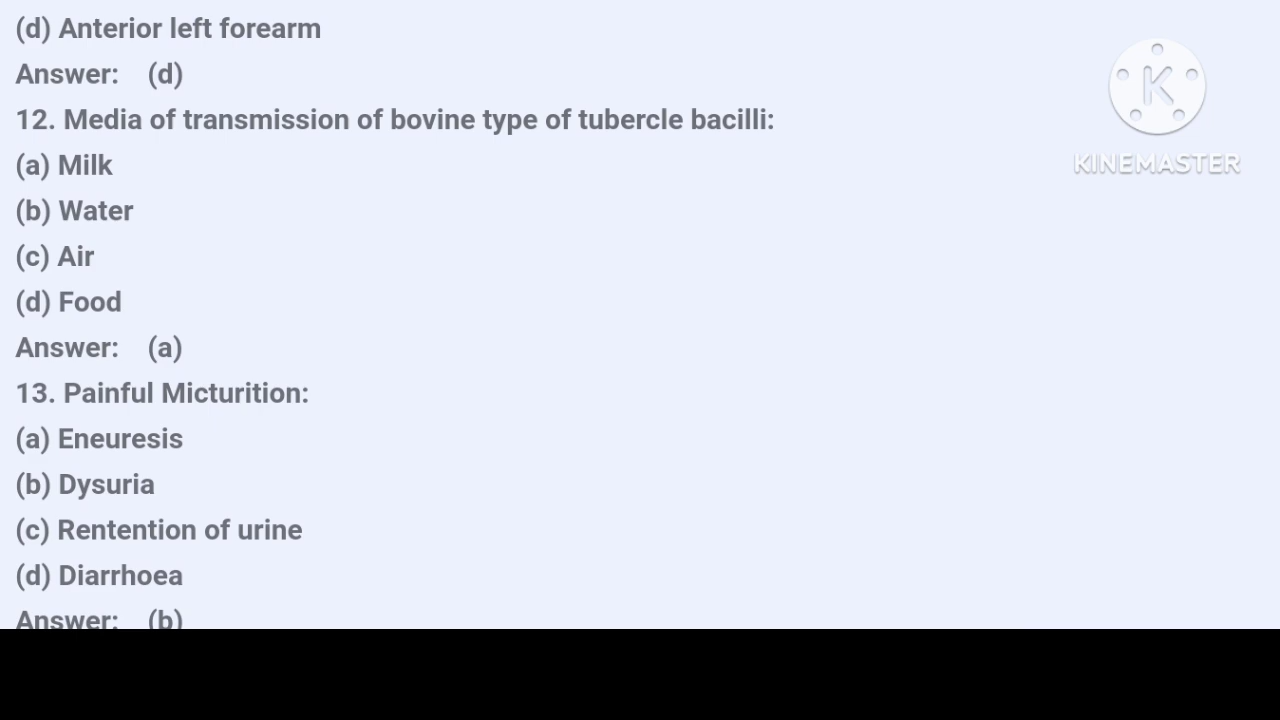 (d) Anterior left forearm
Answer: (d)
12. Media of transmission of bovine type of tubercle bacilli:
(a) Milk
(b) Water
(c) Air
(d) Food
Answer: (a)
13. Painful Micturition:
(a) Eneuresis
(b) Dysuria
(c) Rentention of urine
(d) Diarrhoea
Answer: (b)
K
KINEMASTER